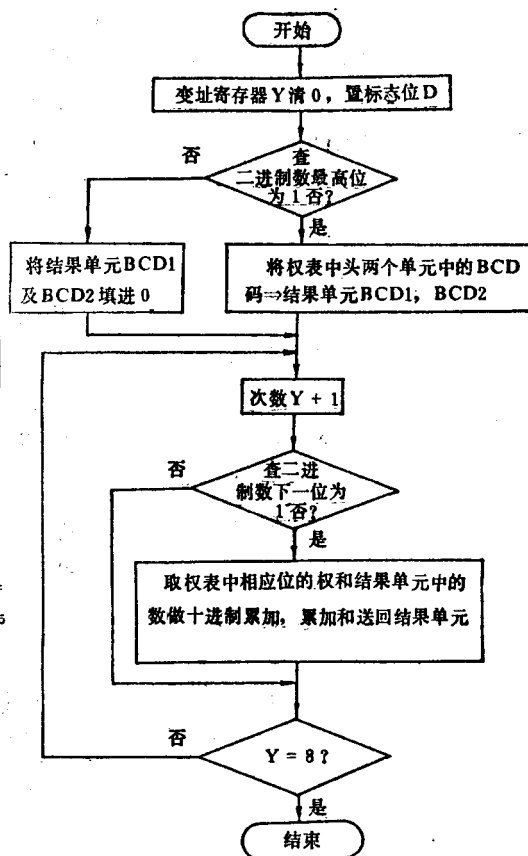 开始
变址寄存器Y清0，置标志位D
否
查
二进制数最高位
为1否?
是
将结果单元BCD1
及BCD2填进0
将权表中头两个单元中的BCD
码⇒结果单元BCD1，BCD2
次数Y + 1
否
查二进
制数下一位为
1否?
是
取权表中相应位的权和结果单元中的
数做十进制累加，累加和送回结果单元
否
Y = 8?
是
结束